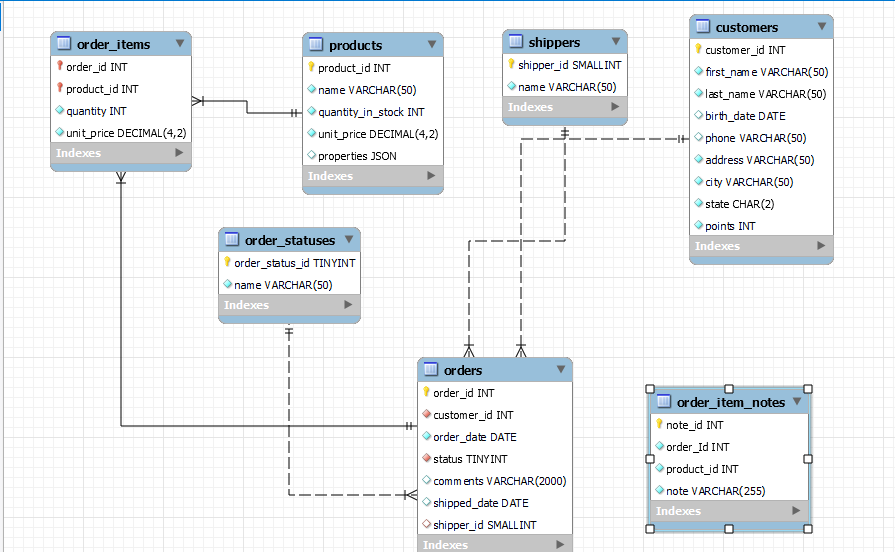 order_items
order_id INT
product_id INT
quantity INT
unit_price DECIMAL(4,2)
Indexes
products
product_id INT
name VARCHAR(50)
quantity_in_stock INT
unit_price DECIMAL(4,2)
properties JSON
Indexes
shippers
shipper_id SMALLINT
name VARCHAR(50)
Indexes
customers
customer_id INT
first_name VARCHAR(50)
last_name VARCHAR(50)
birth_date DATE
phone VARCHAR(50)
address VARCHAR(50)
city VARCHAR(50)
state CHAR(2)
points INT
Indexes
order_statuses
order_status_id TINYINT
name VARCHAR(50)
Indexes
orders
order_id INT
customer_id INT
order_date DATE
status TINYINT
comments VARCHAR(2000)
shipped_date DATE
shipper_id SMALLINT
Indexes
order_item_notes
note_id INT
order_Id INT
product_id INT
note VARCHAR(255)
Indexes